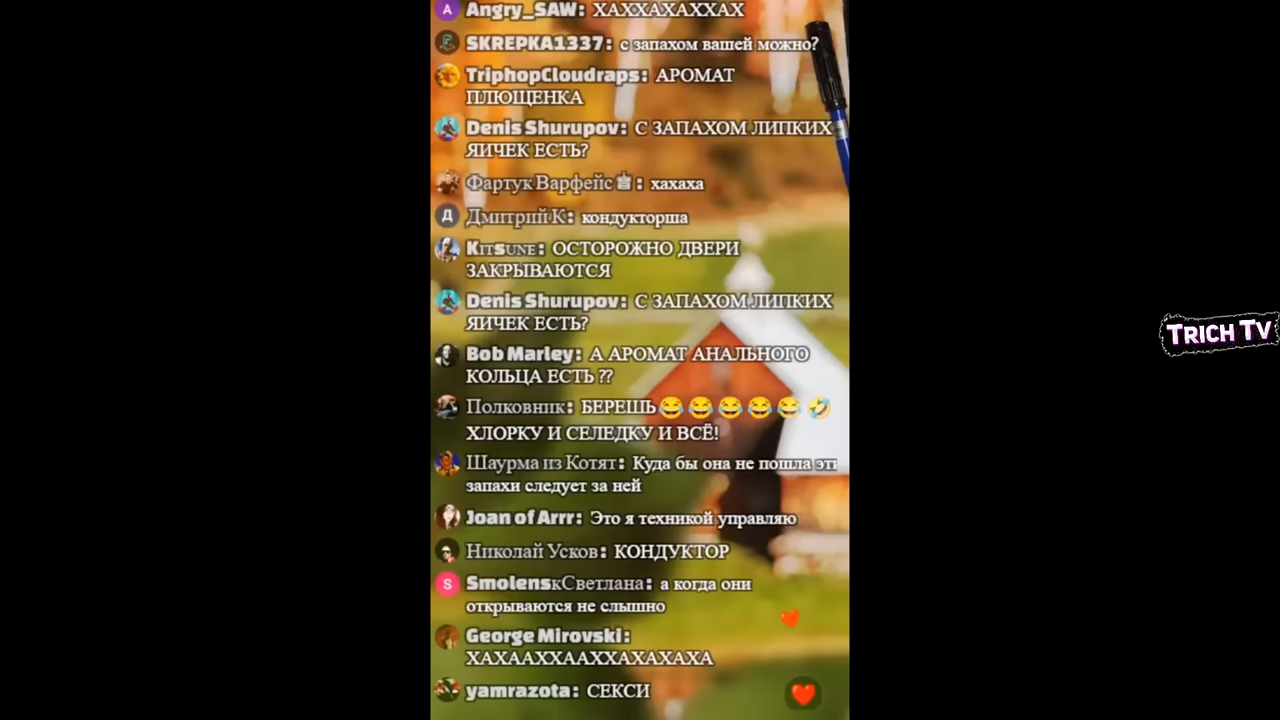 Angry_SAW: ХАХХАХАХХАХ
SKREPKA1337: с запахом вашей можно?
TriphopCloudraps: АРОМАТ
ПЛЮЩЕНКА
Denis Shurupov: С ЗАПАХОМ ЛИПКИХ
ЯИЧЕК ЕСТЬ?
Фартук Варфейс: хахаха
Д Дмитрий К: кондукторша
Kitsune: ОСТОРОЖНО ДВЕРИ
ЗАКРЫВАЮТСЯ
Denis Shurupov: С ЗАПАХОМ ЛИПКИХ
ЯИЧЕК ЕСТЬ?
Bob Marley: А АРОМАТ АНАЛЬНОГО
КОЛЬЦА ЕСТЬ ??
Полковник: БЕРЕШЬ😂😂😂😂😂🤣
ХЛОРКУ И СЕЛЕДКУ И ВСЁ!
Шаурма из Котят: Куда бы она не пошла эти
запахи следует за ней
Joan of Arrr: Это я техникой управляю
Николай Усков: КОНДУКТОР
S SmolensкСветлана: а когда они
открываются не слышно
George Mirovski:
ХАХААХХААХХАХАХАХА
yamrazota: СЕКСИ
TRICH TV